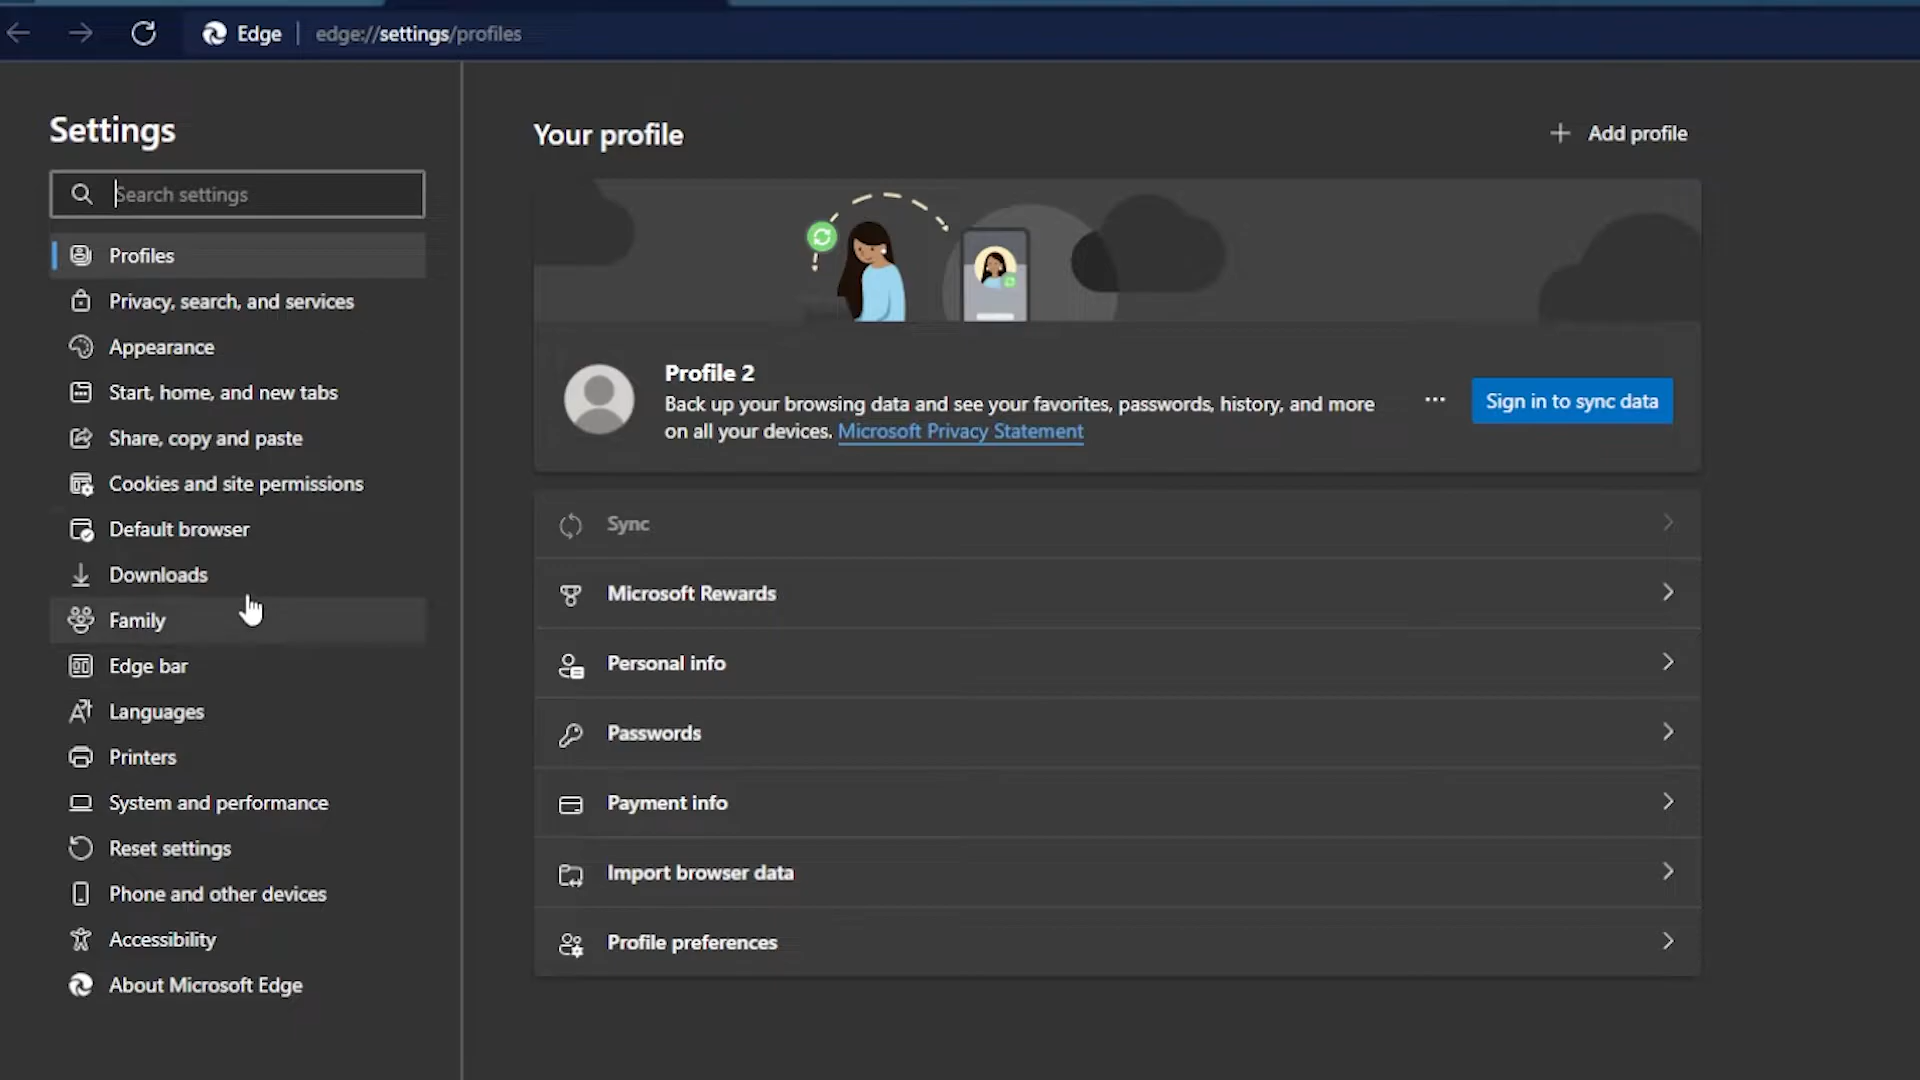 Edge | edge://settings/profiles
Settings
Search settings
Profiles
Privacy, search, and services
Appearance
Start, home, and new tabs
Share, copy and paste
Cookies and site permissions
Default browser
Downloads
Family
Edge bar
Languages
Printers
System and performance
Reset settings
Phone and other devices
Accessibility
About Microsoft Edge
Your profile
Add profile
Profile 2
Back up your browsing data and see your favorites, passwords, history, and more
on all your devices. Microsoft Privacy Statement
Sign in to sync data
Sync
Microsoft Rewards
Personal info
Passwords
Payment info
Import browser data
Profile preferences